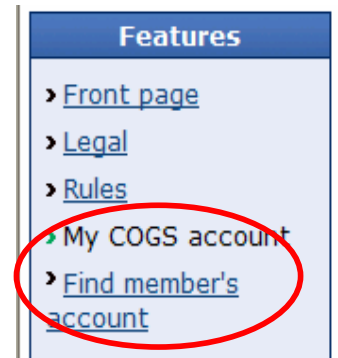 Features
Front page
Legal
Rules
My COGS account
Find member's
account